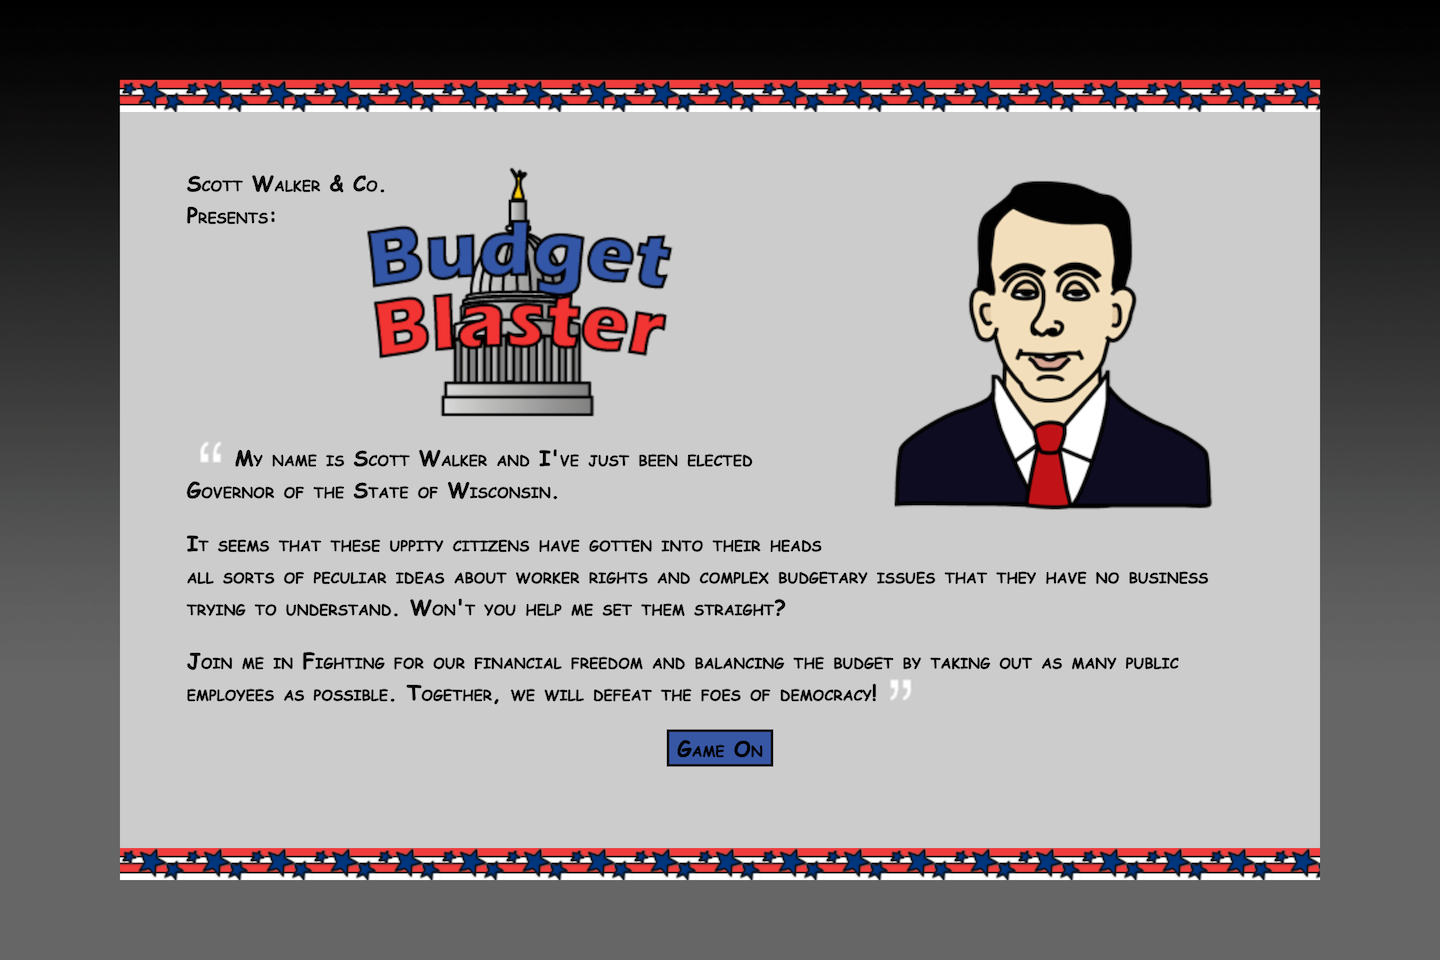 Scott Walker & Co.
Presents:
Budget
Blaster
“ My name is Scott Walker and I've just been elected
Governor of the State of Wisconsin.
It seems that these uppity citizens have gotten into their heads
all sorts of peculiar ideas about worker rights and complex budgetary issues that they have no business
trying to understand. Won't you help me set them straight?
Join me in Fighting for our financial freedom and balancing the budget by taking out as many public
employees as possible. Together, we will defeat the foes of democracy! ”
Game On